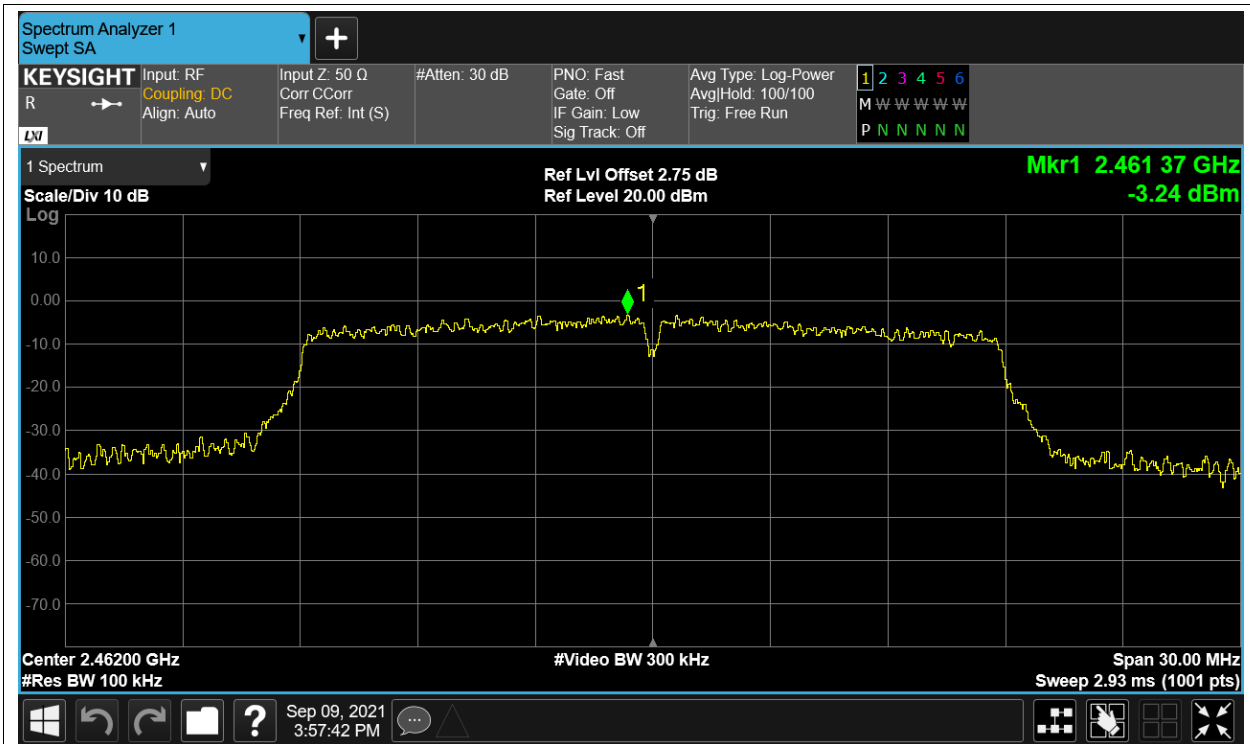 Spectrum Analyzer 1
Swept SA
KEYSIGHT
R
LXI
Input: RF
Coupling: DC
Align: Auto
Input Z: 50 Ω
Corr CCorr
Freq Ref: Int (S)
#Atten: 30 dB
PNO: Fast
Gate: Off
IF Gain: Low
Sig Track: Off
Avg Type: Log-Power
Avg|Hold: 100/100
Trig: Free Run
1 2 3 4 5 6
M W W W W W
P N N N N N
1 Spectrum
Scale/Div 10 dB
Ref Lvl Offset 2.75 dB
Ref Level 20.00 dBm
Mkr1 2.461 37 GHz
-3.24 dBm
Log
10.0
0.00
-10.0
-20.0
-30.0
-40.0
-50.0
-60.0
-70.0
1
Center 2.46200 GHz
#Res BW 100 kHz
#Video BW 300 kHz
Span 30.00 MHz
Sweep 2.93 ms (1001 pts)
?
Sep 09, 2021
3:57:42 PM